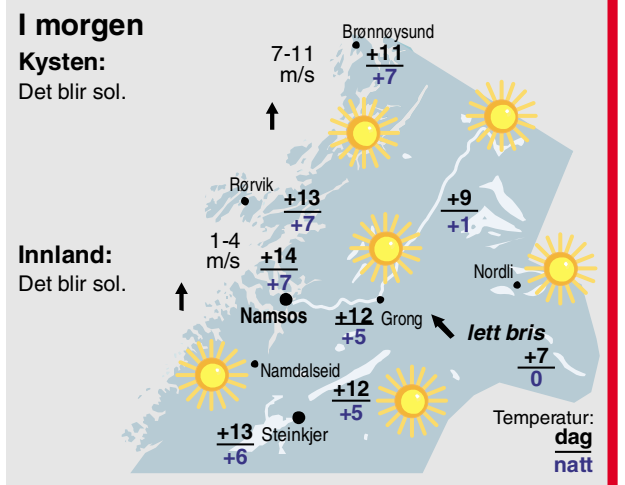 I morgen
Kysten:
Det blir sol.
Brønnøysund
7-11
m/s
+11
+7
Rørvik
+13
+7
+9
+1
Innland:
Det blir sol.
1-4
m/s
+14
+7
Nordli
Namsos
+12
+5
Grong
lett bris
+7
0
Namdalseid
+12
+5
+13
+6
Steinkjer
Temperatur:
dag
natt